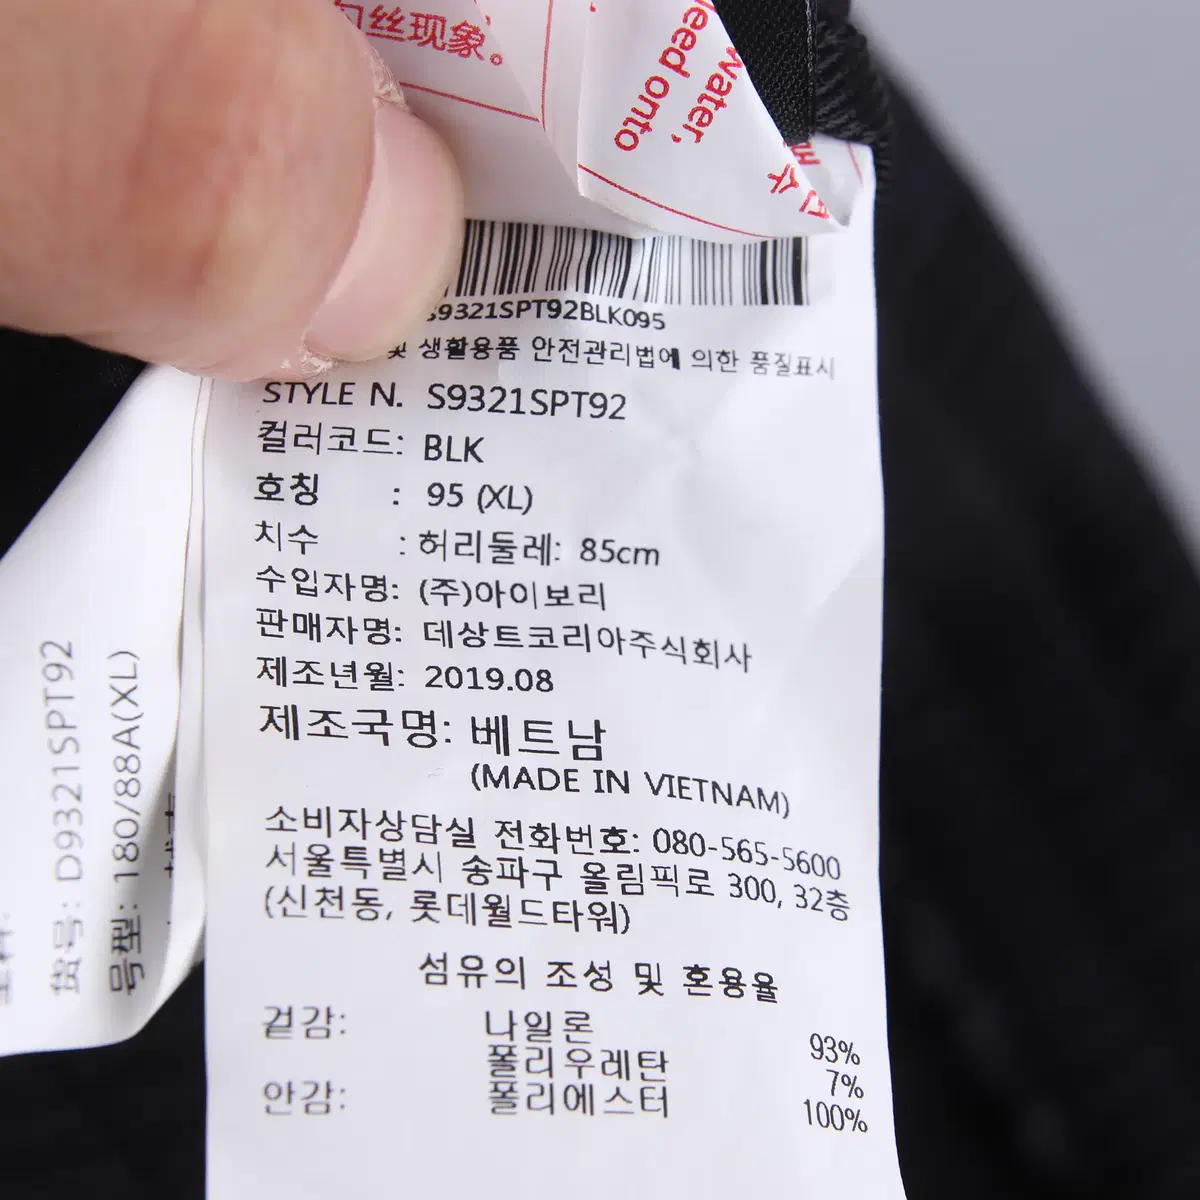 勾丝现象。
need onto
water,
S9321SPT92BLK095
및 생활용품 안전관리법에 의한 품질표시
STYLE N. S9321SPT92
컬러코드: BLK
호칭 : 95 (XL)
치수 : 허리둘레: 85cm
수입자명: (주)아이보리
판매자명: 데상트코리아주식회사
제조년월: 2019.08
제조국명: 베트남
(MADE IN VIETNAM)
소비자상담실 전화번호: 080-565-5600
서울특별시 송파구 올림픽로 300, 32층
(신천동, 롯데월드타워)
섬유의 조성 및 혼용율
겉감: 나일론 93%
폴리우레탄 7%
안감: 폴리에스터 100%
货号: D9321SPT92
号型: 180/88A(XL)